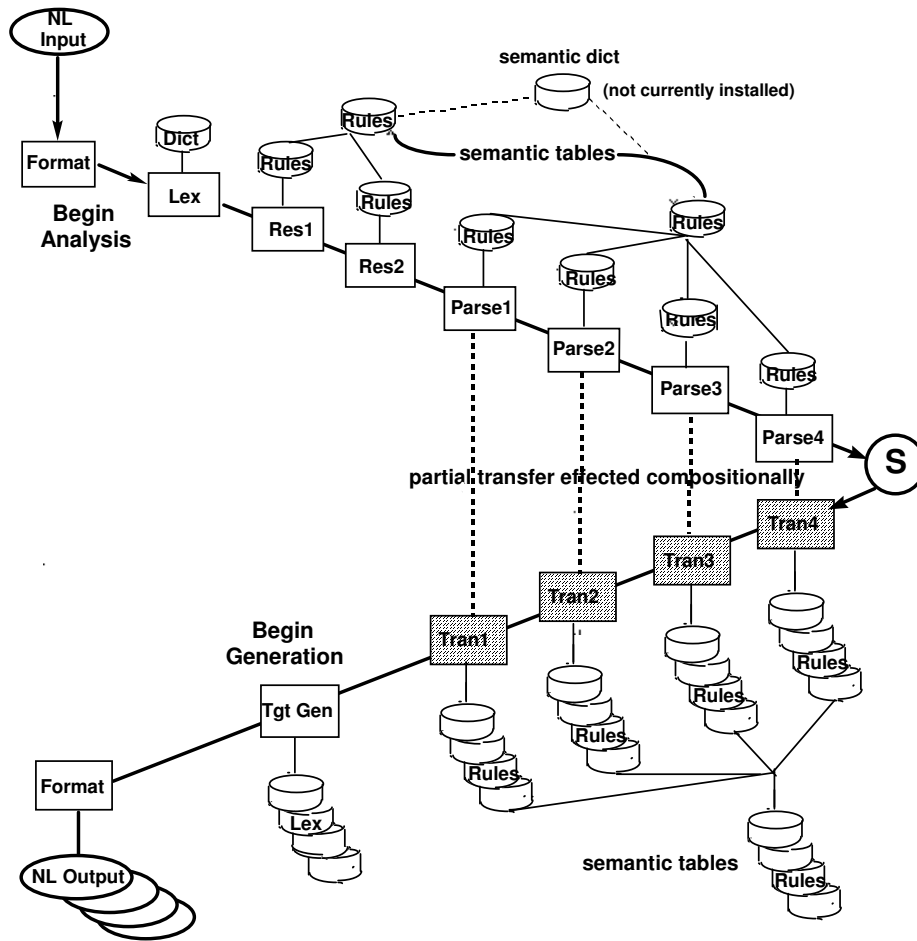 NL
Input
semantic dict
(not currently installed)
Rules
Dict
semantic tables
Format
Rules
Lex
Rules
Begin
Analysis
Rules
Res1
Rules
Res2
Rules
Parse1
Rules
Parse2
Rules
Parse3
Parse4
S
partial transfer effected compositionally
Tran4
Tran3
Tran2
Begin
Generation
Tran1
Rules
Rules
Tgt Gen
Rules
Rules
Format
Lex
semantic tables
NL Output
Rules